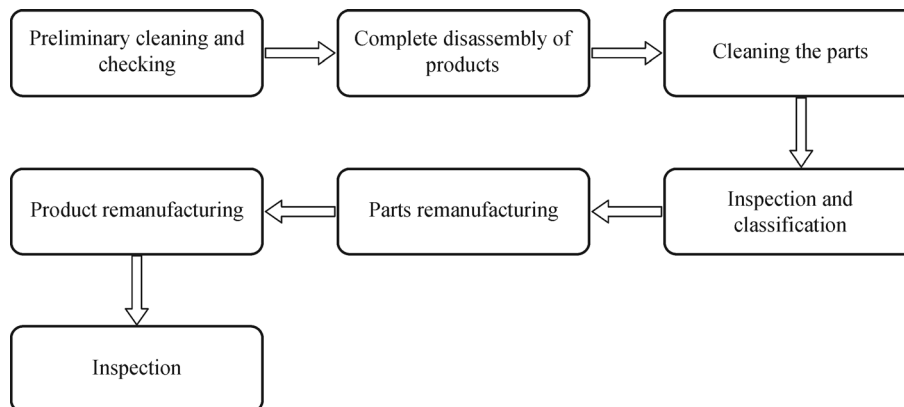 Preliminary cleaning and
checking
Complete disassembly of
products
Cleaning the parts
Inspection and
classification
Parts remanufacturing
Product remanufacturing
Inspection